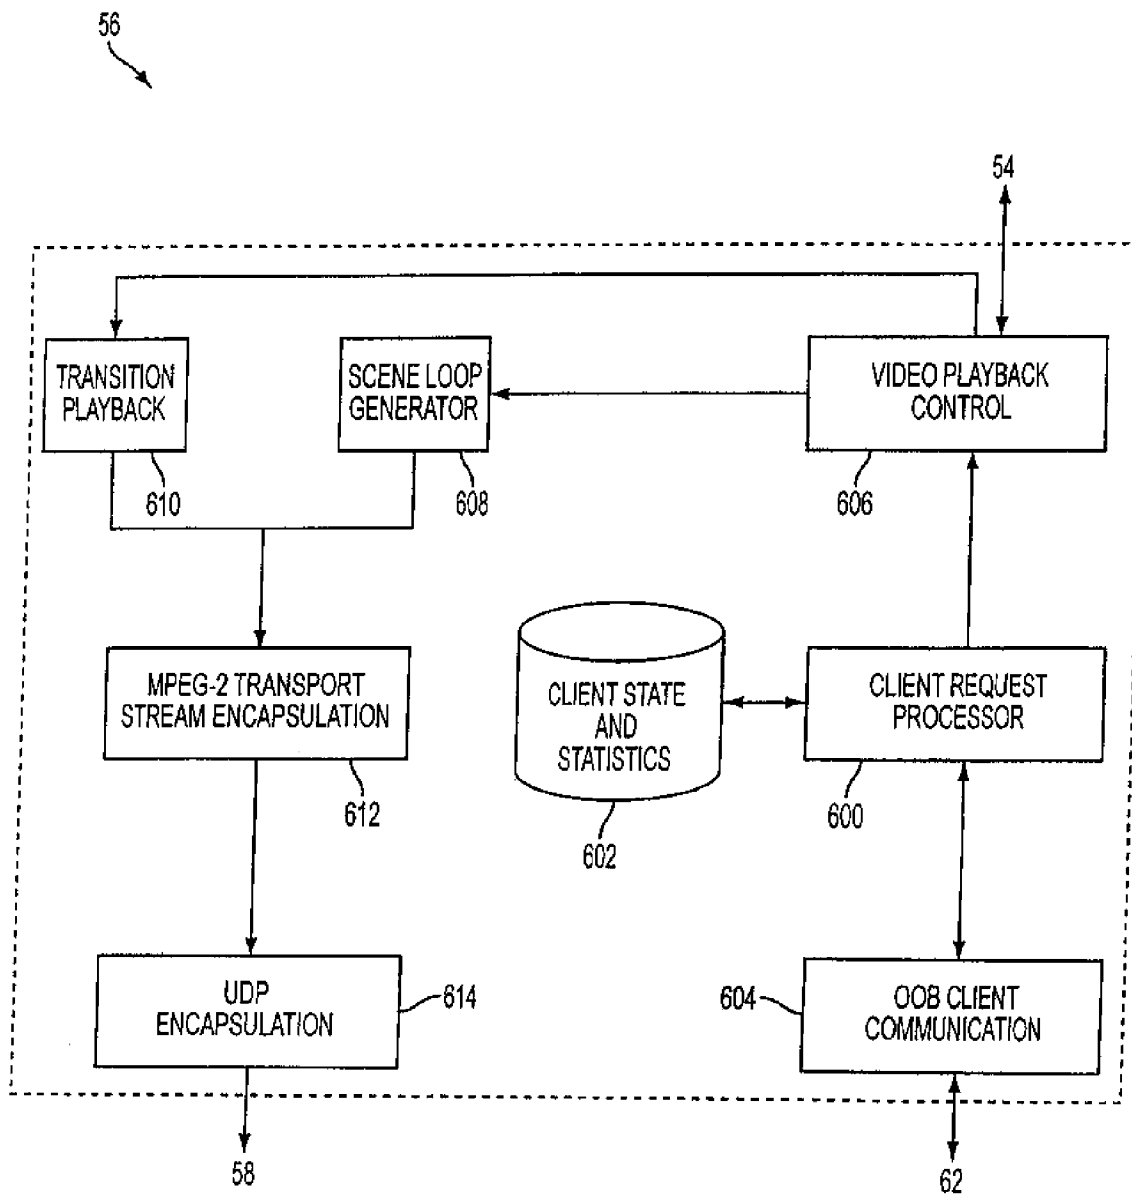 56
54
TRANSITION
PLAYBACK
610
SCENE LOOP
GENERATOR
608
VIDEO PLAYBACK
CONTROL
606
MPEG-2 TRANSPORT
STREAM ENCAPSULATION
612
CLIENT STATE
AND
STATISTICS
602
CLIENT REQUEST
PROCESSOR
600
UDP
ENCAPSULATION
614
604
OOB CLIENT
COMMUNICATION
58
62